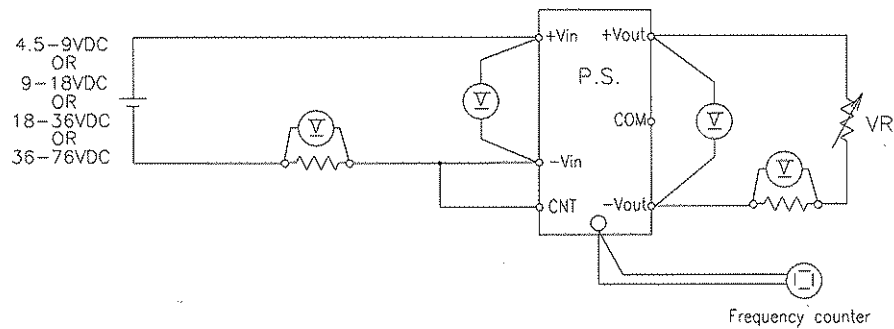 4.5-9VDC
OR
9-18VDC
OR
18-36VDC
OR
36-76VDC
+Vin
+Vout
P.S.
V
V
COM
VR
V
-Vin
V
CNT
-Vout
Frequency counter